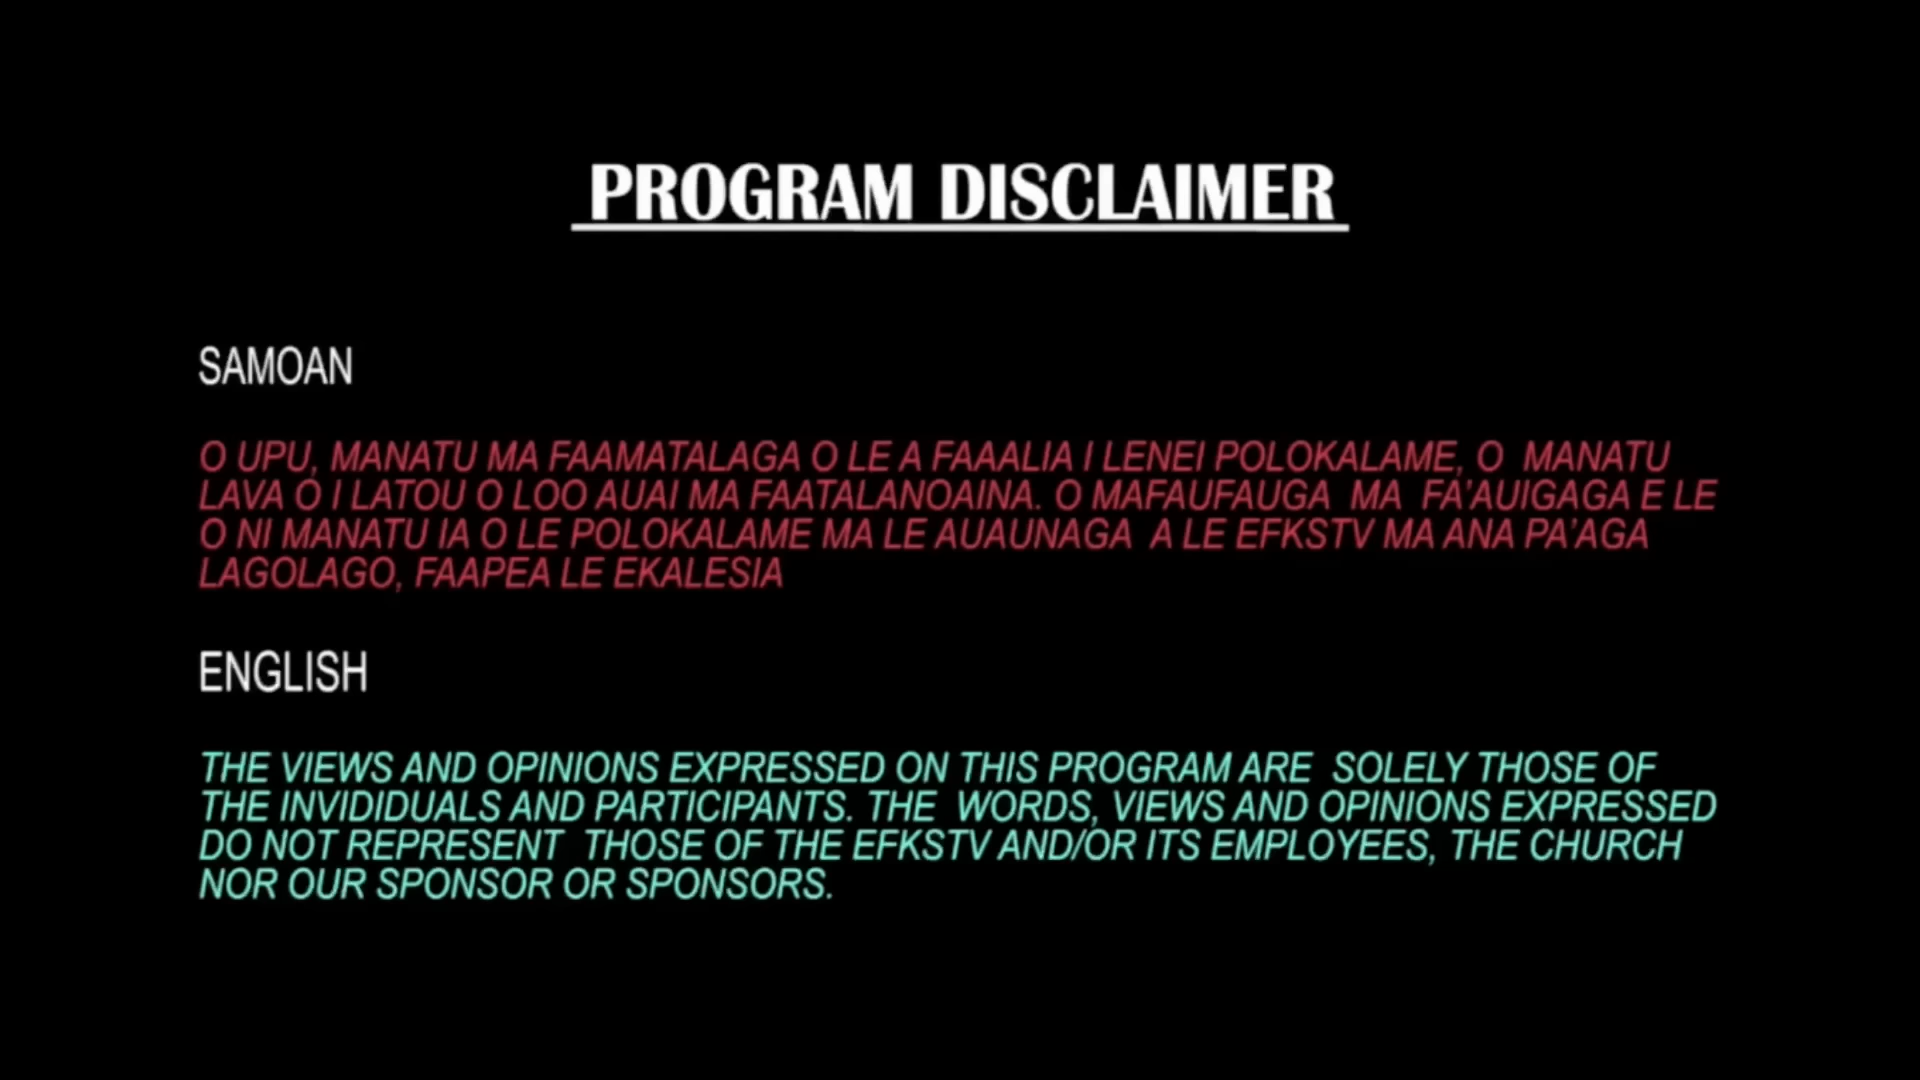 PROGRAM DISCLAIMER
SAMOAN
O UPU, MANATU MA FAAMATALAGA O LE A FAAALIA I LENEI POLOKALAME, O MANATU
LAVA O I LATOU O LOO AUAI MA FAATALANOAINA. O MAFAUFAUGA MA FA’AUIGAGA E LE
O NI MANATU IA O LE POLOKALAME MA LE AUAUNAGA A LE EFKSTV MA ANA PA’AGA
LAGOLAGO, FAAPEA LE EKALESIA
ENGLISH
THE VIEWS AND OPINIONS EXPRESSED ON THIS PROGRAM ARE SOLELY THOSE OF
THE INVIDIDUALS AND PARTICIPANTS. THE WORDS, VIEWS AND OPINIONS EXPRESSED
DO NOT REPRESENT THOSE OF THE EFKSTV AND/OR ITS EMPLOYEES, THE CHURCH
NOR OUR SPONSOR OR SPONSORS.